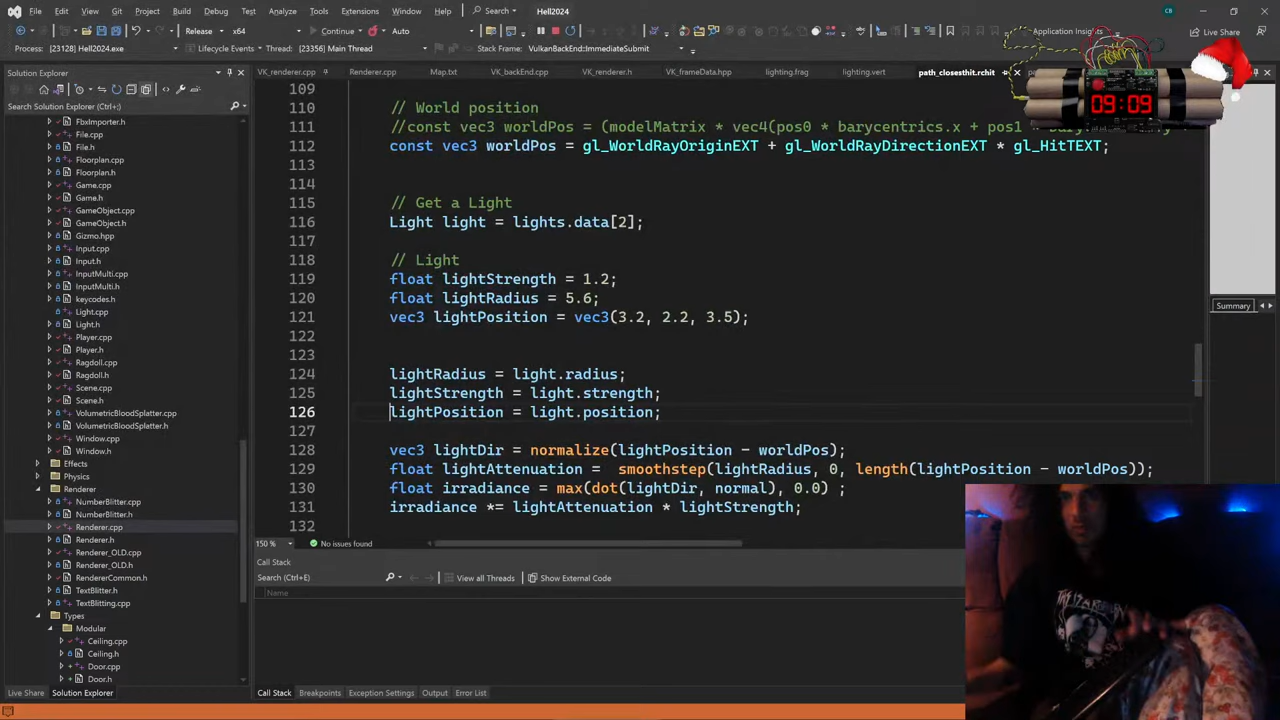 File Edit View Git Project Build Debug Test Analyze Tools Extensions Window Help Search Hell2024 CB
Release x64 Continue Auto Application Insights Live Share
Process: [23128] Hell2024.exe Lifecycle Events Thread: [23356] Main Thread Stack Frame: VulkanBackEnd::ImmediateSubmit
Solution Explorer
VK_renderer.cpp Renderer.cpp Map.txt VK_backEnd.cpp VK_renderer.h VK_frameData.hpp lighting.frag lighting.vert path_closesthit.rchit
09:09
Search Solution Explorer (Ctrl+;)
FbxImporter.h
File.cpp
File.h
Floorplan.cpp
Floorplan.h
Game.cpp
Game.h
GameObject.cpp
GameObject.h
Gizmo.hpp
Input.cpp
Input.h
InputMulti.cpp
InputMulti.h
keycodes.h
Light.cpp
Light.h
Player.cpp
Player.h
Ragdoll.cpp
Ragdoll.h
Scene.cpp
Scene.h
VolumetricBloodSplatter.cpp
VolumetricBloodSplatter.h
Window.cpp
Window.h
Effects
Physics
Renderer
NumberBlitter.cpp
NumberBlitter.h
Renderer.cpp
Renderer.h
Renderer_OLD.cpp
Renderer_OLD.h
RendererCommon.h
TextBlitter.h
TextBlitting.cpp
Types
Modular
Ceiling.cpp
Ceiling.h
Door.cpp
Door.h
Live Share Solution Explorer
109
110 // World position
111 //const vec3 worldPos = (modelMatrix * vec4(pos0 * barycentrics.x + pos1
112 const vec3 worldPos = gl_WorldRayOriginEXT + gl_WorldRayDirectionEXT * gl_HitTEXT;
113
114
115 // Get a Light
116 Light light = lights.data[2];
117
118 // Light
119 float lightStrength = 1.2;
120 float lightRadius = 5.6;
121 vec3 lightPosition = vec3(3.2, 2.2, 3.5);
122
123
124 lightRadius = light.radius;
125 lightStrength = light.strength;
126 lightPosition = light.position;
127
128 vec3 lightDir = normalize(lightPosition - worldPos);
129 float lightAttenuation = smoothstep(lightRadius, 0, length(lightPosition - worldPos));
130 float irradiance = max(dot(lightDir, normal), 0.0) ;
131 irradiance *= lightAttenuation * lightStrength;
132
150 % No issues found
Summary
Call Stack
Search (Ctrl+E) View all Threads Show External Code
Name
Call Stack Breakpoints Exception Settings Output Error List